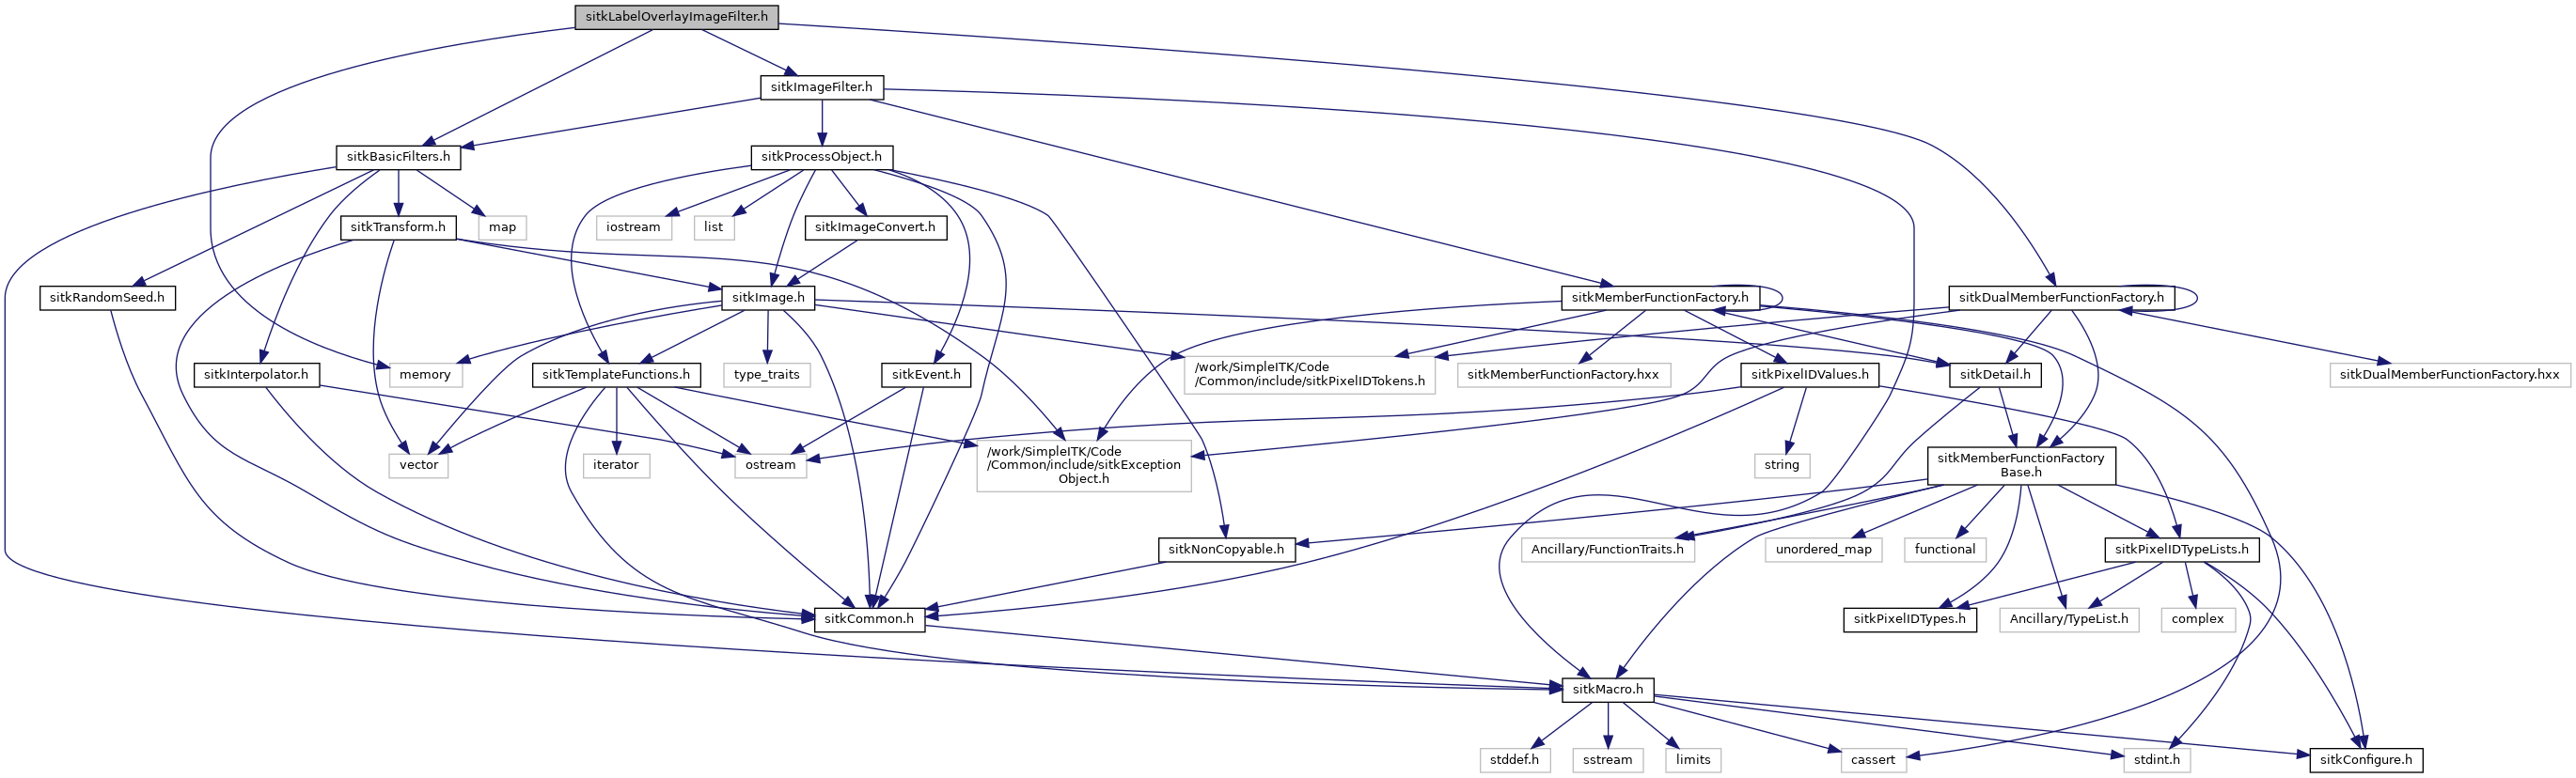 sitkLabelOverlayImageFilter.h
sitkImageFilter.h
sitkBasicFilters.h
sitkProcessObject.h
sitkTransform.h
map
iostream
list
sitkImageConvert.h
sitkRandomSeed.h
sitkImage.h
sitkMemberFunctionFactory.h
sitkDualMemberFunctionFactory.h
sitkInterpolator.h
memory
sitkTemplateFunctions.h
type_traits
sitkEvent.h
/work/SimpleITK/Code
/Common/include/sitkPixelIDTokens.h
sitkMemberFunctionFactory.hxx
sitkPixelIDValues.h
sitkDetail.h
sitkDualMemberFunctionFactory.hxx
vector
iterator
ostream
/work/SimpleITK/Code
/Common/include/sitkException
Object.h
string
sitkMemberFunctionFactory
Base.h
sitkNonCopyable.h
Ancillary/FunctionTraits.h
unordered_map
functional
sitkPixelIDTypeLists.h
sitkCommon.h
sitkPixelIDTypes.h
Ancillary/TypeList.h
complex
sitkMacro.h
stddef.h
sstream
limits
cassert
stdint.h
sitkConfigure.h